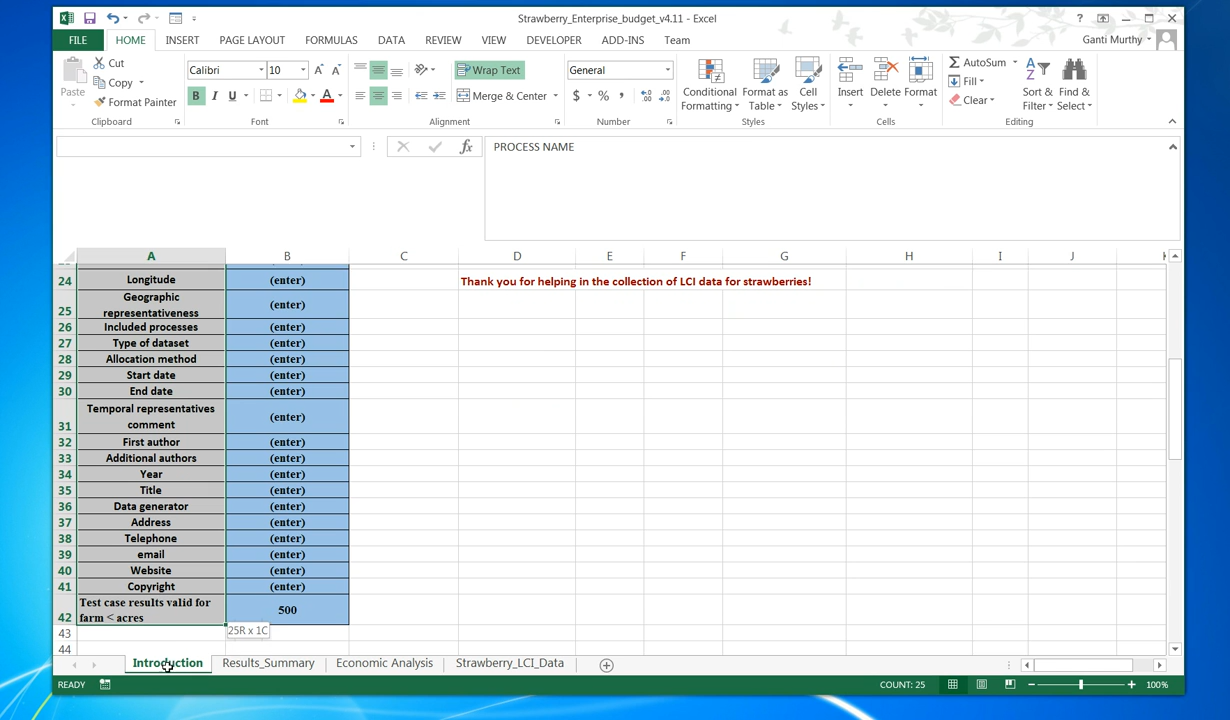 Strawberry_Enterprise_budget_v4.11 - Excel
FILE HOME INSERT PAGE LAYOUT FORMULAS DATA REVIEW VIEW DEVELOPER ADD-INS Team Ganti Murthy
Paste
Cut
Copy
Format Painter
Clipboard
Calibri 10
B I U
Font
Wrap Text
Merge & Center
Alignment
General
$ % ,
Number
Conditional Formatting
Format as Table
Cell Styles
Styles
Insert Delete Format
Cells
AutoSum
Fill
Clear
Sort & Filter
Find & Select
Editing
fx PROCESS NAME
A B C D E F G H I J
24 Longitude (enter) Thank you for helping in the collection of LCI data for strawberries!
25 Geographic representativeness (enter)
26 Included processes (enter)
27 Type of dataset (enter)
28 Allocation method (enter)
29 Start date (enter)
30 End date (enter)
31 Temporal representatives comment (enter)
32 First author (enter)
33 Additional authors (enter)
34 Year (enter)
35 Title (enter)
36 Data generator (enter)
37 Address (enter)
38 Telephone (enter)
39 email (enter)
40 Website (enter)
41 Copyright (enter)
42 Test case results valid for farm < acres 500
25R x 1C
43
44
Introduction Results_Summary Economic Analysis Strawberry_LCI_Data
READY COUNT: 25 100%